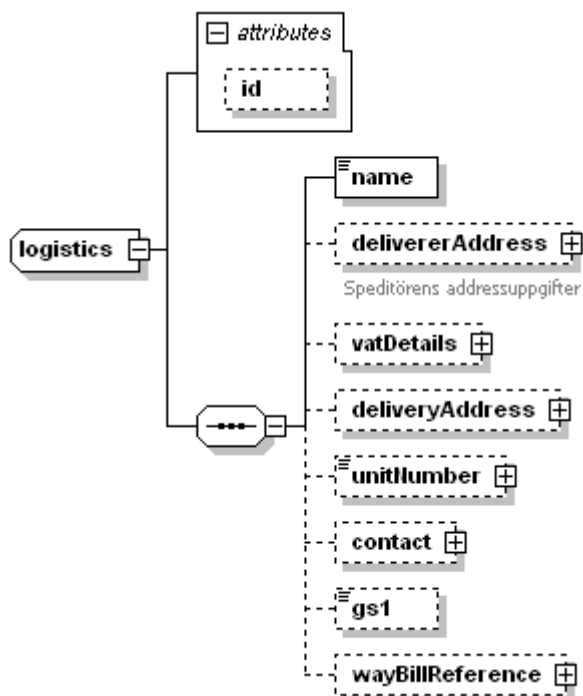 attributes
id
name
logistics
delivererAddress
Speditörens addressuppgifter
vatDetails
deliveryAddress
unitNumber
contact
gs1
wayBillReference